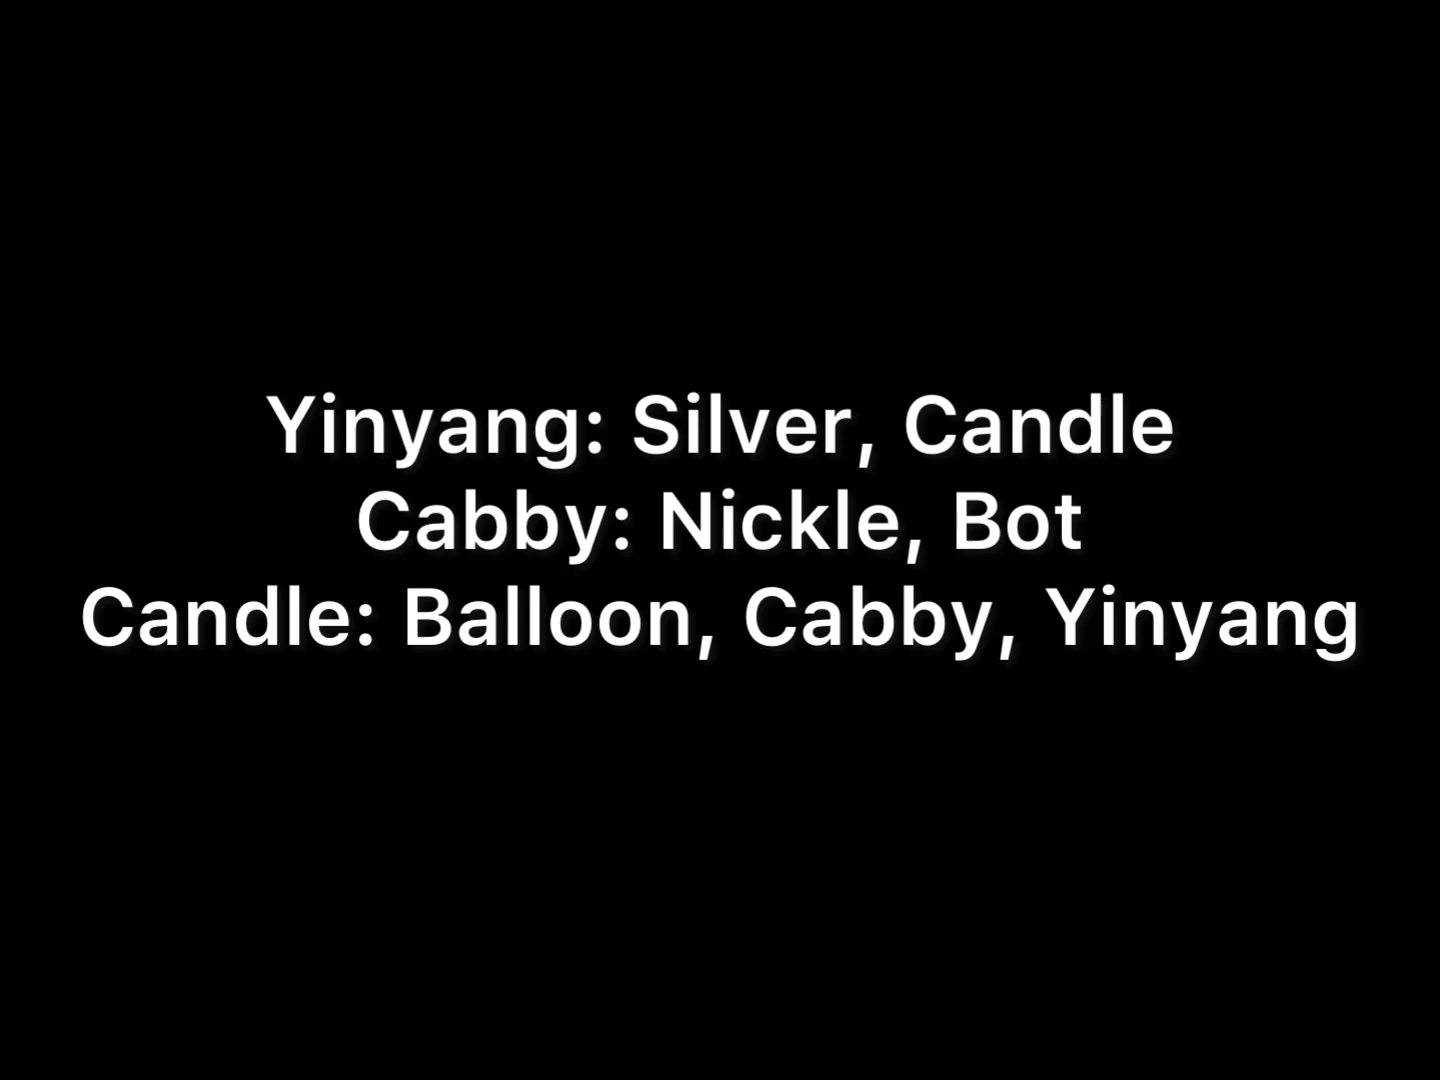 Yinyang: Silver, Candle
Cabby: Nickle, Bot
Candle: Balloon, Cabby, Yinyang